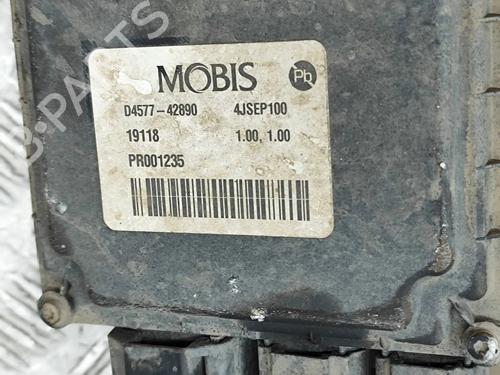 MOBIS Pb
D4577-42890 4JSEP100
19118 1.00, 1.00
PR001235